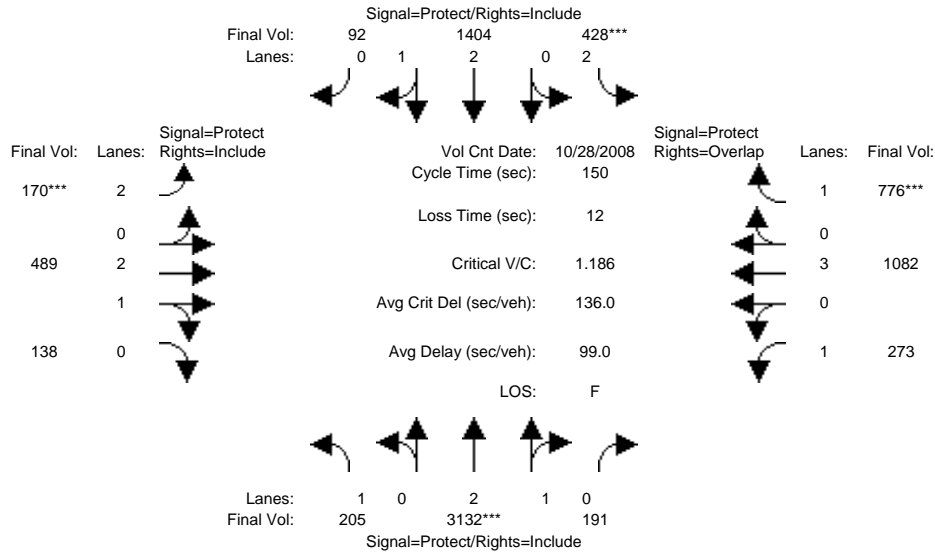 Signal=Protect/Rights=Include
Final Vol: 92 1404 428***
Lanes: 0 1 2 0 2
Signal=Protect Signal=Protect
Final Vol: Lanes: Rights=Include Vol Cnt Date: 10/28/2008 Rights=Overlap Lanes: Final Vol:
Cycle Time (sec): 150
170*** 2 1 776***
Loss Time (sec): 12
0 0
489 2 Critical V/C: 1.186 3 1082
1 Avg Crit Del (sec/veh): 136.0 0
138 0 Avg Delay (sec/veh): 99.0 1 273
LOS: F
Lanes: 1 0 2 1 0
Final Vol: 205 3132*** 191
Signal=Protect/Rights=Include